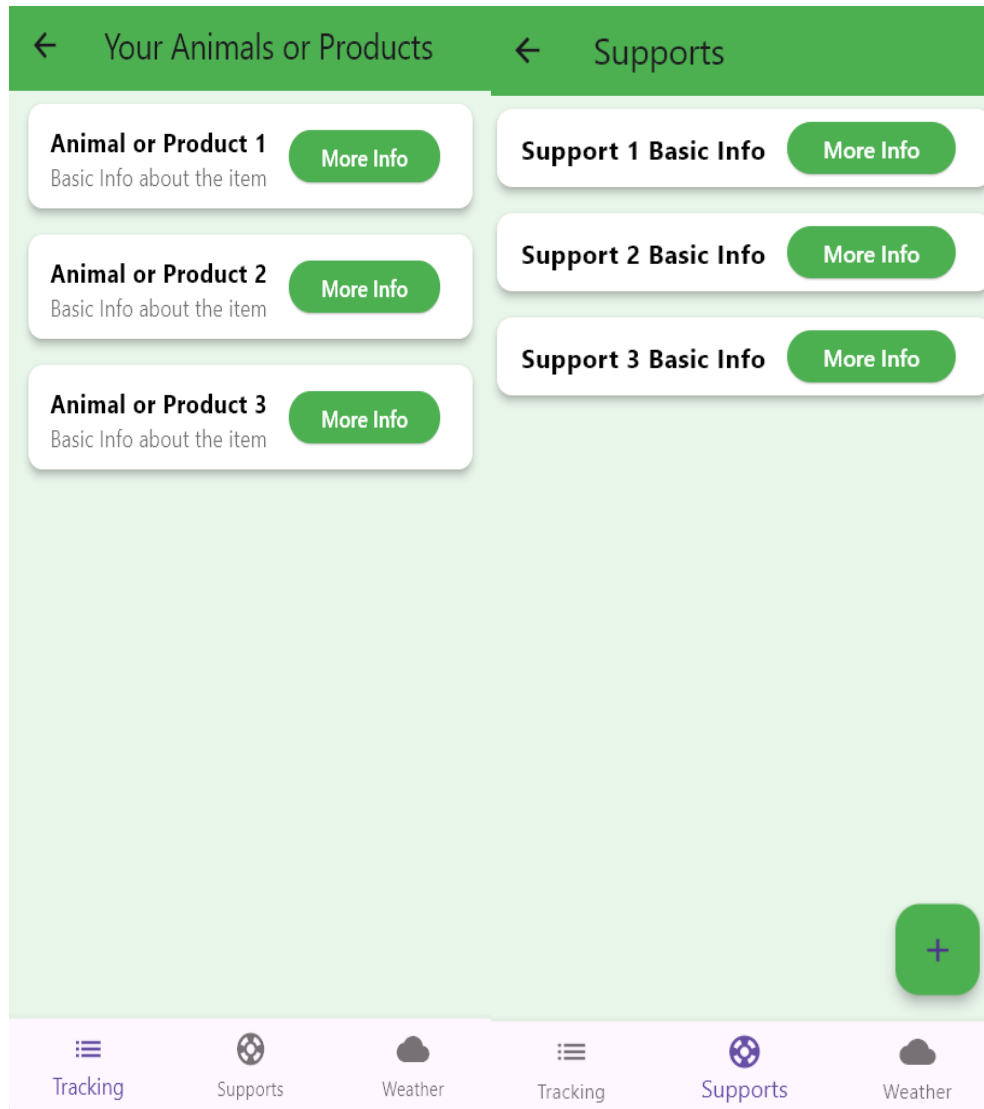 Your Animals or Products
Animal or Product 1
Basic Info about the item
More Info
Animal or Product 2
Basic Info about the item
More Info
Animal or Product 3
Basic Info about the item
More Info
Tracking
Supports
Weather
Supports
Support 1 Basic Info
More Info
Support 2 Basic Info
More Info
Support 3 Basic Info
More Info
+
Tracking
Supports
Weather